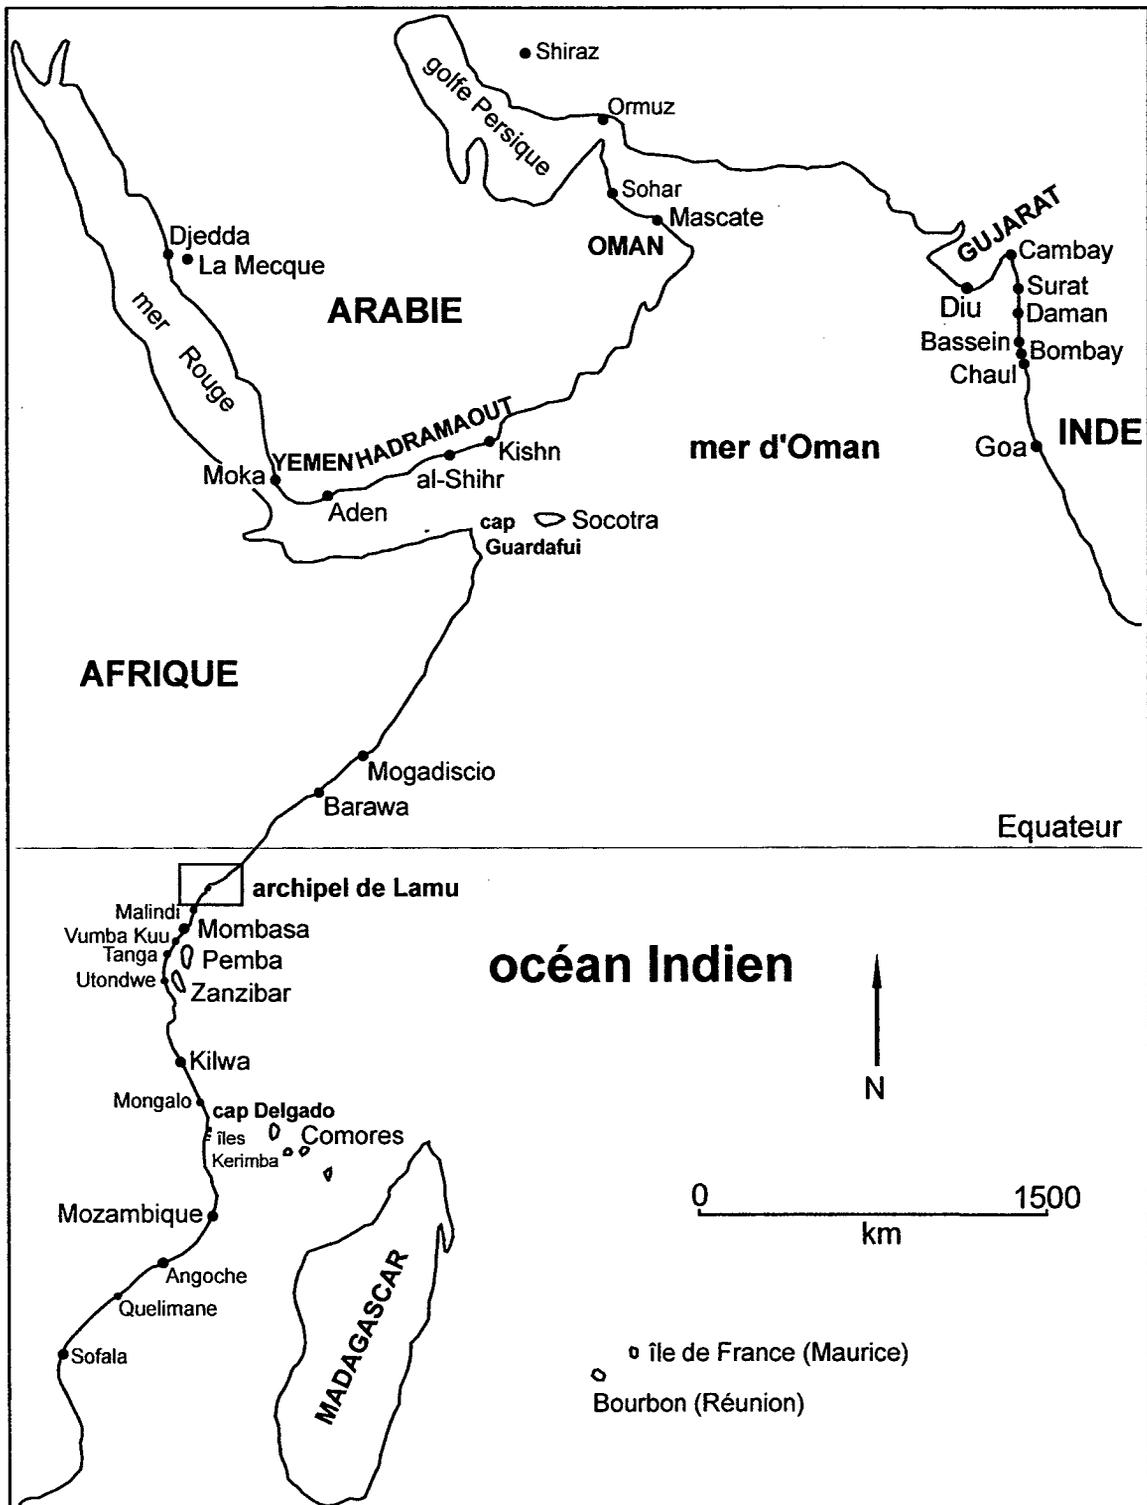 Shiraz
golfe Persique
Ormuz
Sohar
Mascate
OMAN
GUJARAT
Cambay
Djedda
La Mecque
Surat
Diu
Daman
ARABIE
mer Rouge
Bassein
Bombay
Chaul
YEMEN
HADRAMAOUT
INDE
mer d'Oman
Goa
Kishn
Moka
al-Shihr
Aden
cap
Guardafui
Socotra
AFRIQUE
Mogadiscio
Barawa
Equateur
archipel de Lamu
Malindi
Mombasa
Vumba Kuu
Tanga
Pemba
Utondwe
Zanzibar
océan Indien
Kilwa
N
Mongalo
cap Delgado
îles
Kerimba
Comores
0
1500
km
Mozambique
Angoche
Quelimane
MADAGASCAR
Sofala
île de France (Maurice)
Bourbon (Réunion)